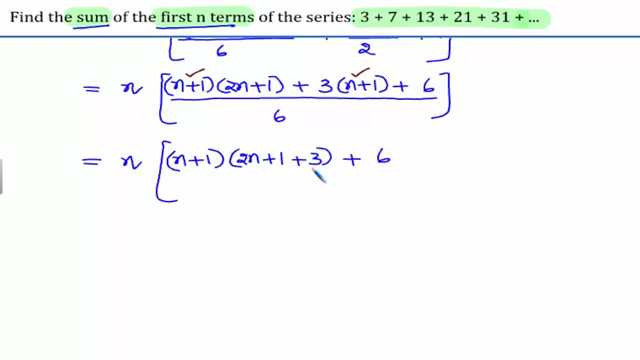 Find the sum of the first n terms of the series: 3 + 7 + 13 + 21 + 31 + ...
6 2
= n [(n+1)(2n+1) + 3(n+1) + 6
6]
= n [(n+1)(2n+1+3) + 6